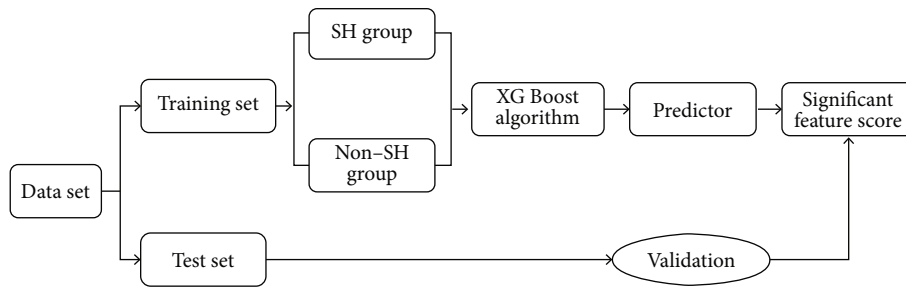 SH group
Training set
XG Boost
algorithm
Predictor
Significant
feature score
Non–SH
group
Data set
Test set
Validation